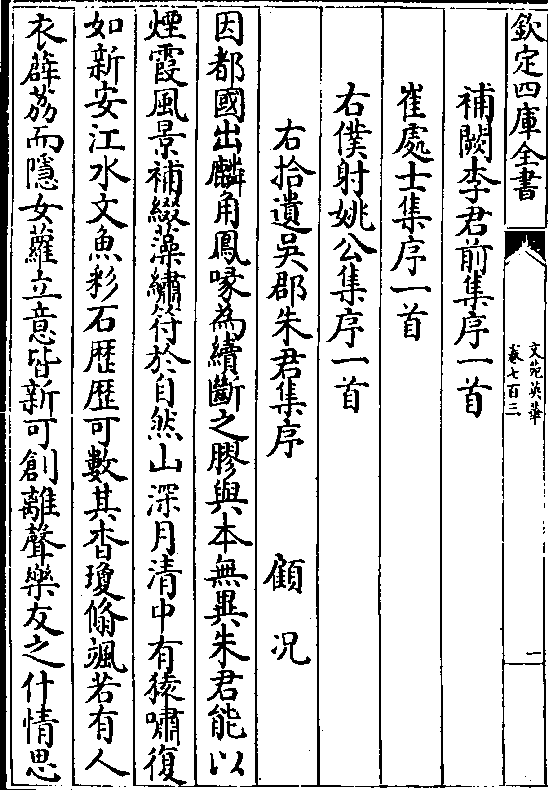 欽定四庫全書
文苑英華
卷七百三
一
補闕李君前集序一首
崔處士集序一首
右僕射姚公集序一首
右拾遺吳郡朱君集序　顧況
因都國出麟角鳳喙為續斷之膠與本無異朱君能以
煙霞風景補綴藻繡符於自然山深月清中有猿嘯復
如新安江水文魚彩石歷歷可數其杳瓊翛颯若有人
衣薜荔而隱女蘿立意皆新可創離聲樂友之什情思